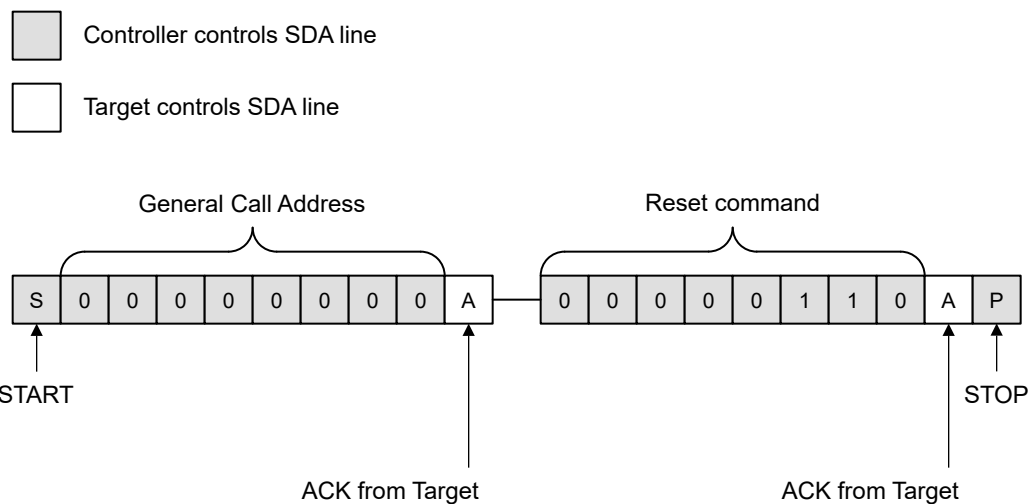 Controller controls SDA line
Target controls SDA line
General Call Address Reset command
S 0 0 0 0 0 0 0 0 A 0 0 0 0 0 1 1 0 A P
START STOP
ACK from Target ACK from Target